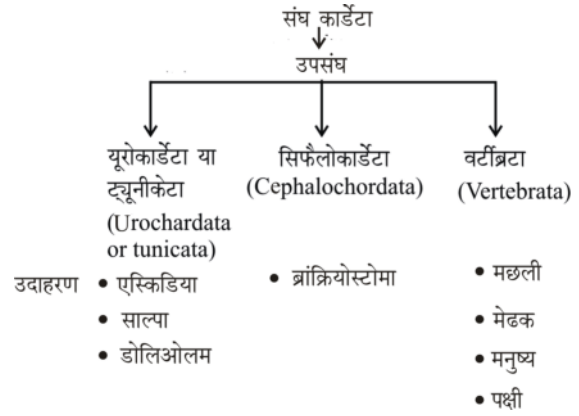 संघ कार्डेटा
उपसंघ
यूरोकार्डेटा या
ट्यूनीकेटा
(Urochardata
or tunicata)
सिफैलोकार्डेटा
(Cephalochordata)
वर्टीब्रटा
(Vertebrata)
उदाहरण • एस्किडिया
• साल्पा
• डोलिओलम
• ब्रांक्रियोस्टोमा
• मछली
• मेढक
• मनुष्य
• पक्षी